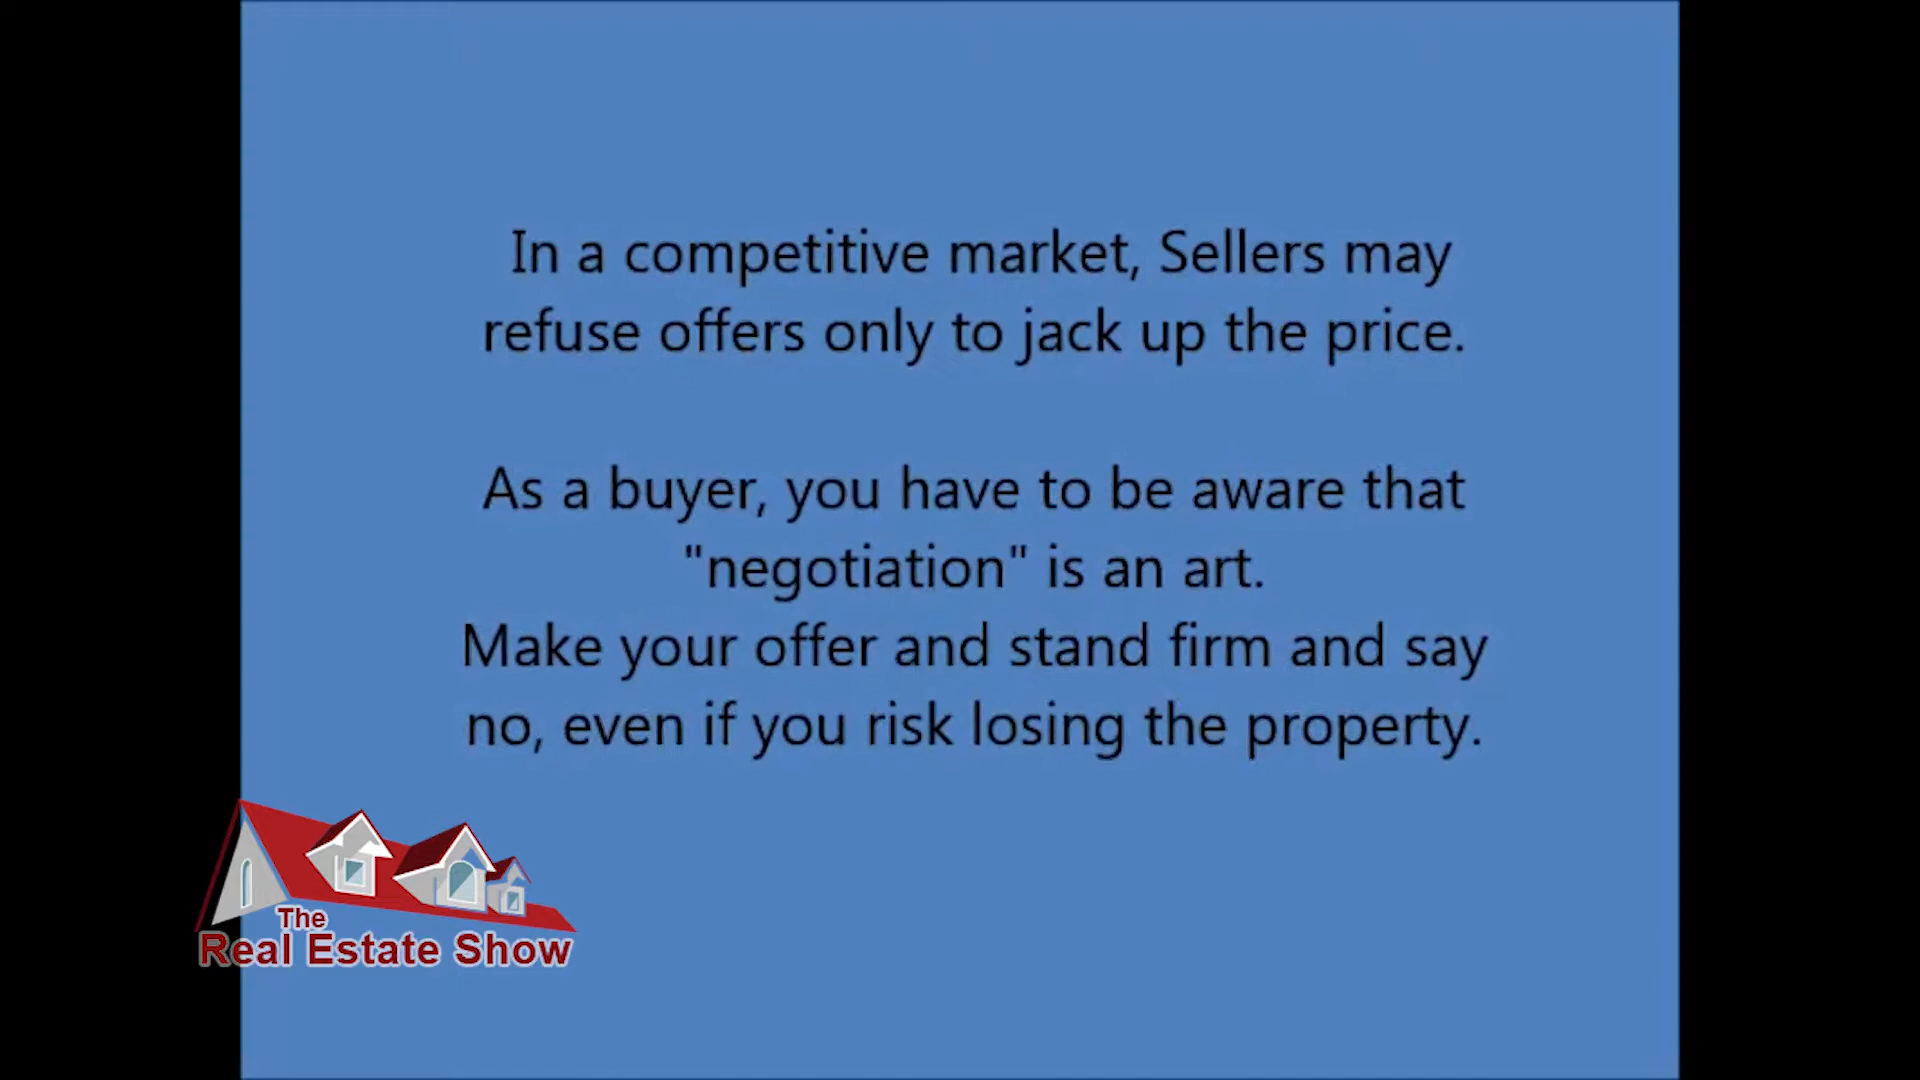 In a competitive market, Sellers may
refuse offers only to jack up the price.
As a buyer, you have to be aware that
"negotiation" is an art.
Make your offer and stand firm and say
no, even if you risk losing the property.
The
Real Estate Show